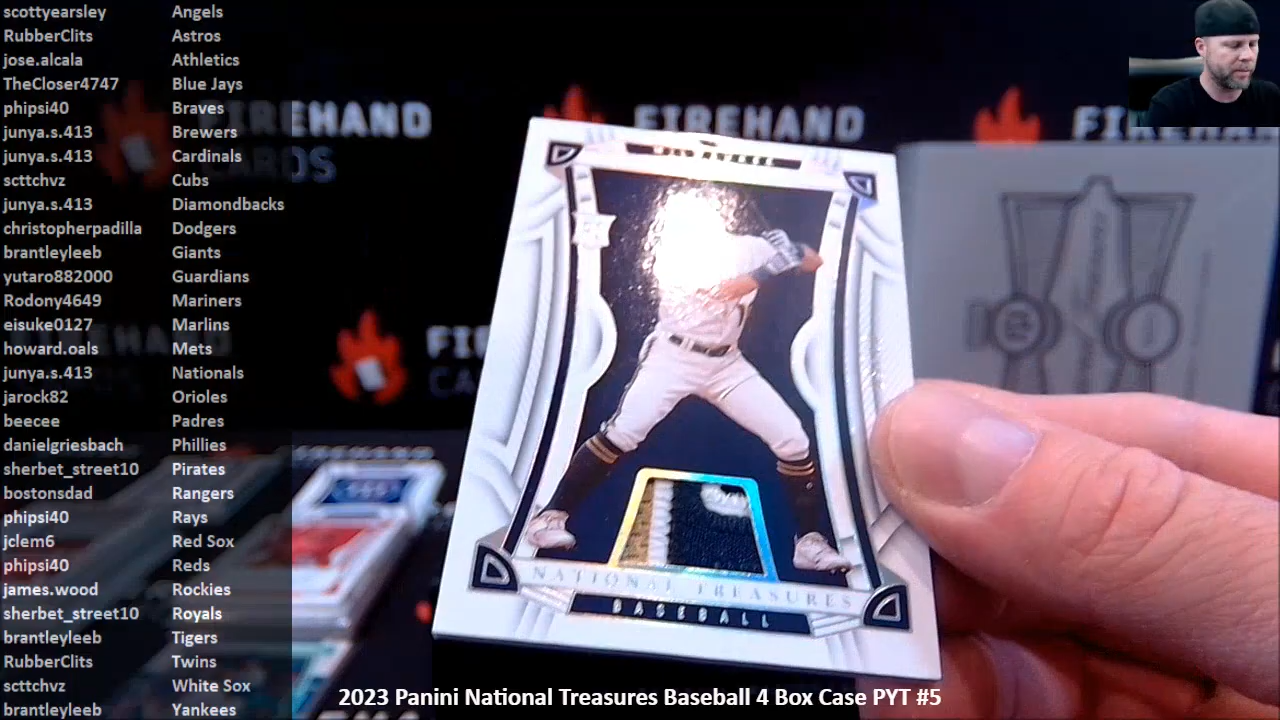 scottyearsley Angels
RubberClits Astros
jose.alcala Athletics
TheCloser4747 Blue Jays
phipsi40 Braves
junya.s.413 Brewers
junya.s.413 Cardinals
scttchvz Cubs
junya.s.413 Diamondbacks
christopherpadilla Dodgers
brantleyleeb Giants
yutaro882000 Guardians
Rodony4649 Mariners
eisuke0127 Marlins
howard.oals Mets
junya.s.413 Nationals
jarock82 Orioles
beecee Padres
danielgriesbach Phillies
sherbet_street10 Pirates
bostonsdad Rangers
phipsi40 Rays
jclem6 Red Sox
phipsi40 Reds
james.wood Rockies
sherbet_street10 Royals
brantleyleeb Tigers
RubberClits Twins
scttchvz White Sox
brantleyleeb Yankees
FIREHAND
CARDS
FIREHAND
NATIONAL TREASURES
BASEBALL
2023 Panini National Treasures Baseball 4 Box Case PYT #5